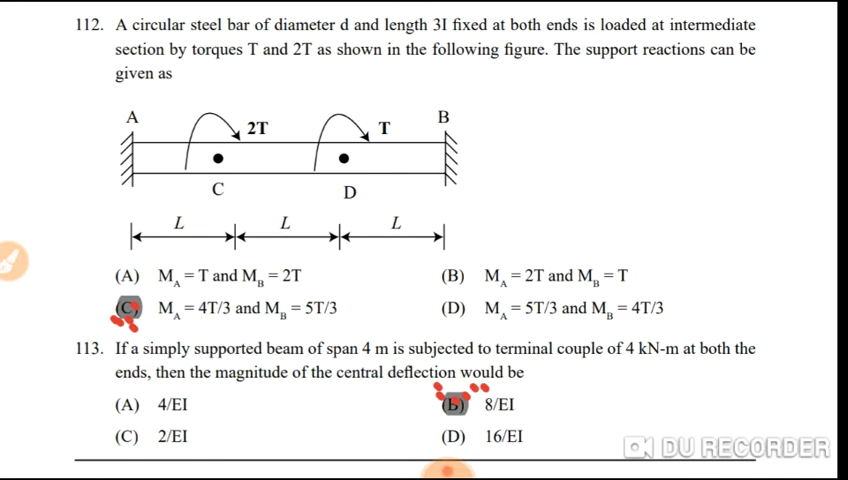 112. A circular steel bar of diameter d and length 3I fixed at both ends is loaded at intermediate
section by torques T and 2T as shown in the following figure. The support reactions can be
given as
A B
2T T
C D
L L L
(A) M_A = T and M_B = 2T (B) M_A = 2T and M_B = T
(C) M_A = 4T/3 and M_B = 5T/3 (D) M_A = 5T/3 and M_B = 4T/3
113. If a simply supported beam of span 4 m is subjected to terminal couple of 4 kN-m at both the
ends, then the magnitude of the central deflection would be
(A) 4/EI (b) 8/EI
(C) 2/EI (D) 16/EI
DU RECORDER